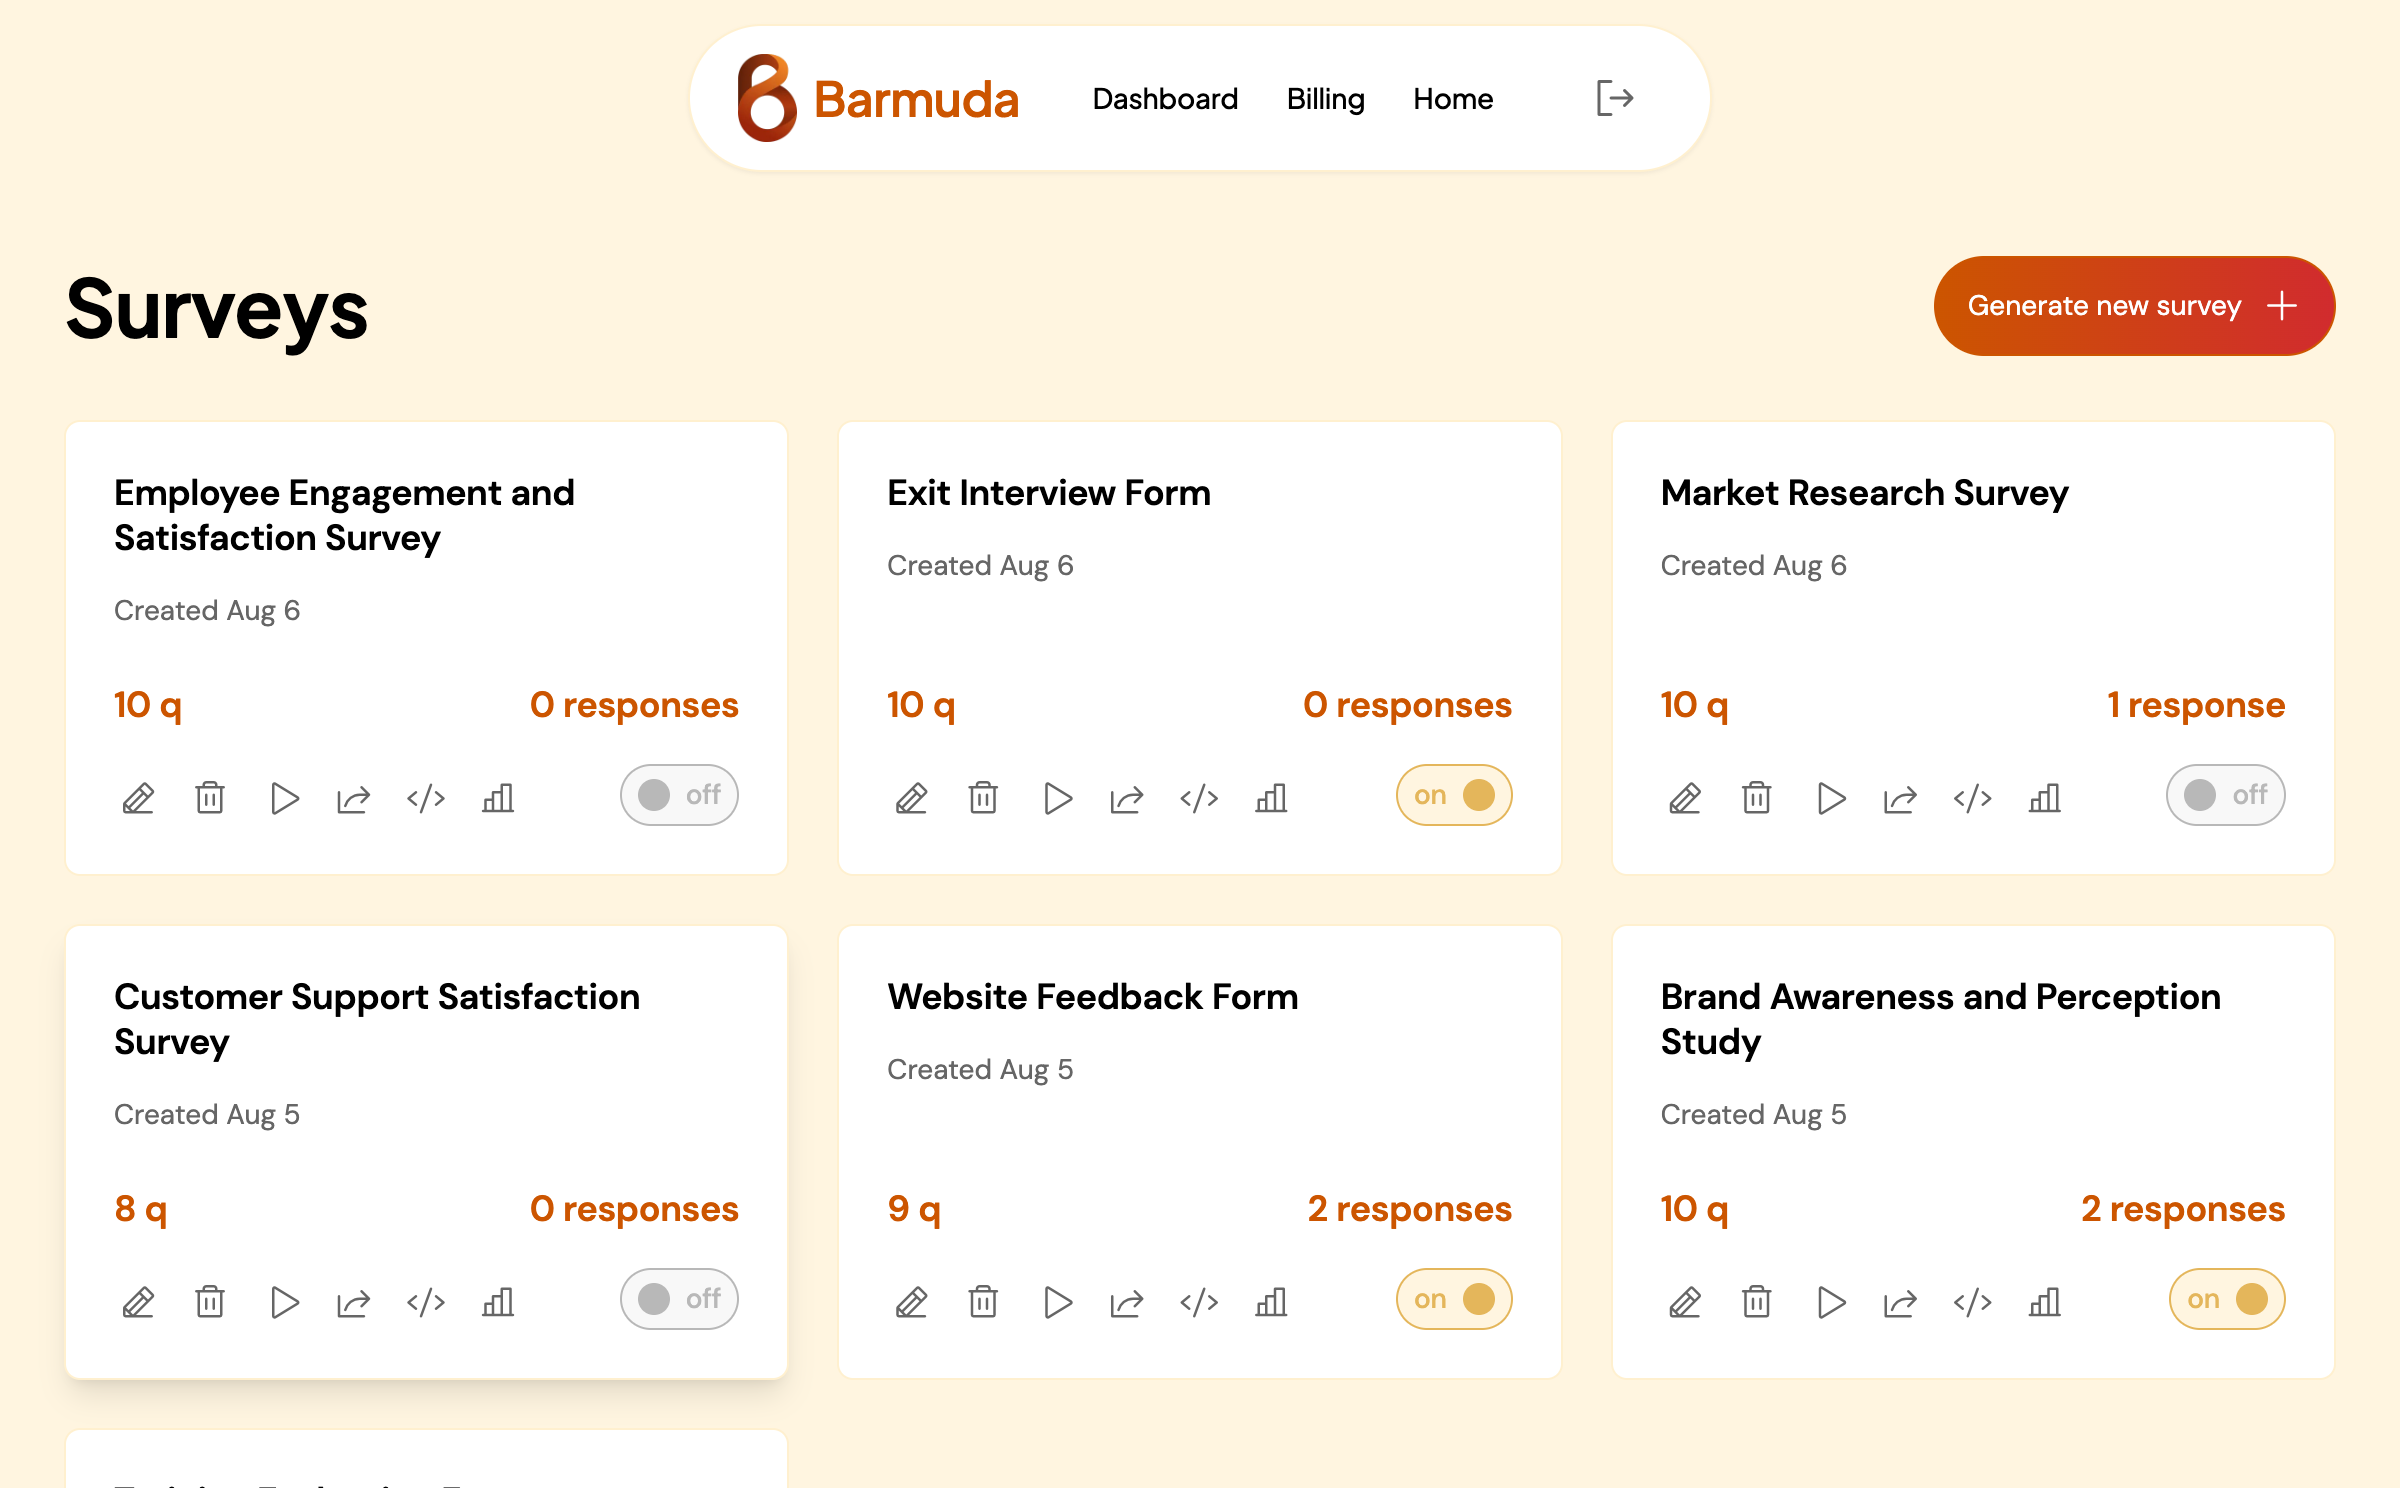 Barmuda
Dashboard
Billing
Home
Surveys
Generate new survey
Employee Engagement and
Satisfaction Survey
Created Aug 6
10 q
0 responses
off
Exit Interview Form
Created Aug 6
10 q
0 responses
on
Market Research Survey
Created Aug 6
10 q
1 response
off
Customer Support Satisfaction
Survey
Created Aug 5
8 q
0 responses
off
Website Feedback Form
Created Aug 5
9 q
2 responses
on
Brand Awareness and Perception
Study
Created Aug 5
10 q
2 responses
on